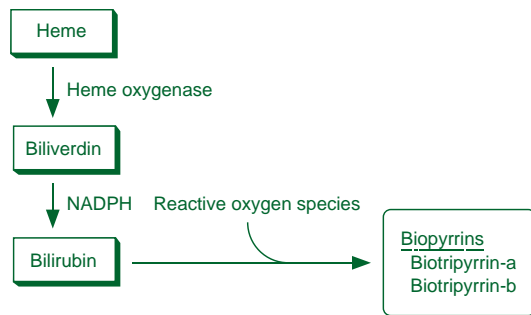 Heme
Heme oxygenase
Biliverdin
NADPH
Reactive oxygen species
Bilirubin
Biopyrrins
Biotripyrrin-a
Biotripyrrin-b